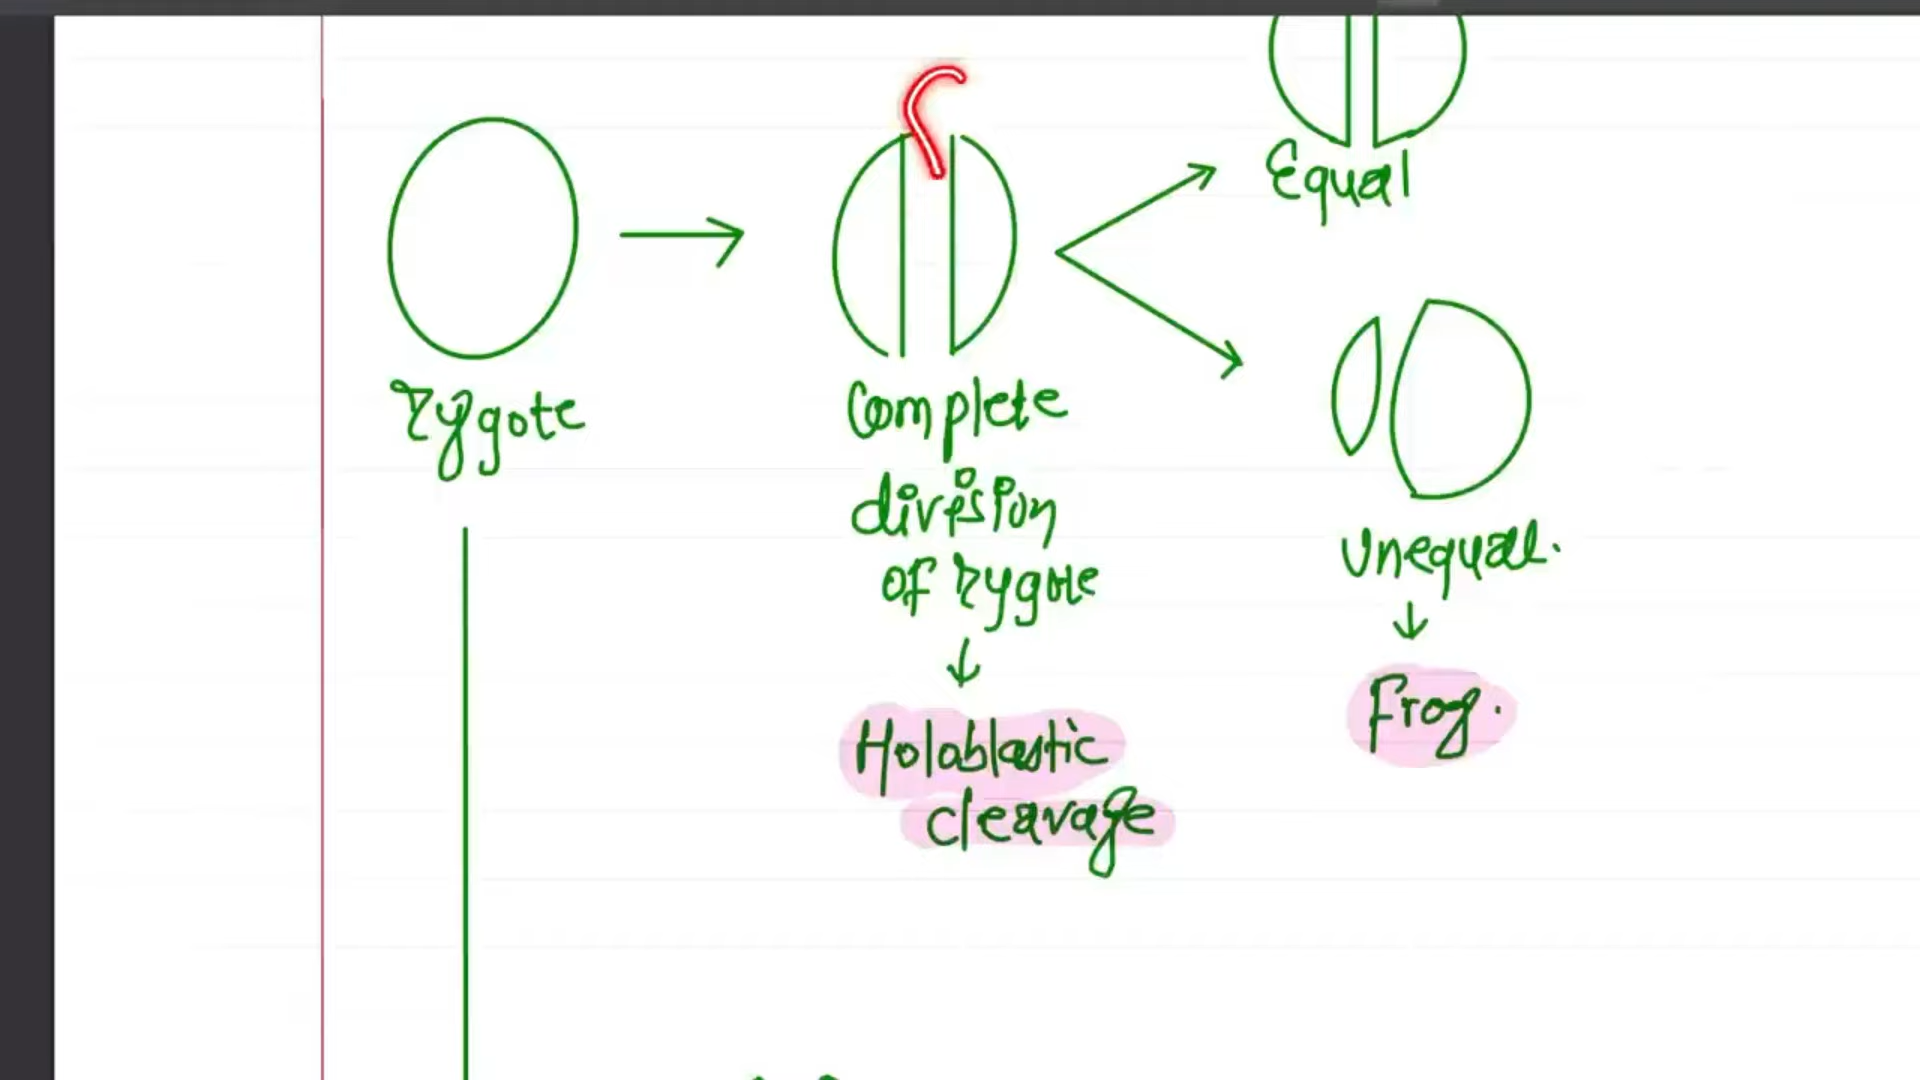 Equal
Zygote
Complete
division
of zygote
↓
Holoblastic
cleavage
Unequal.
↓
Frog.